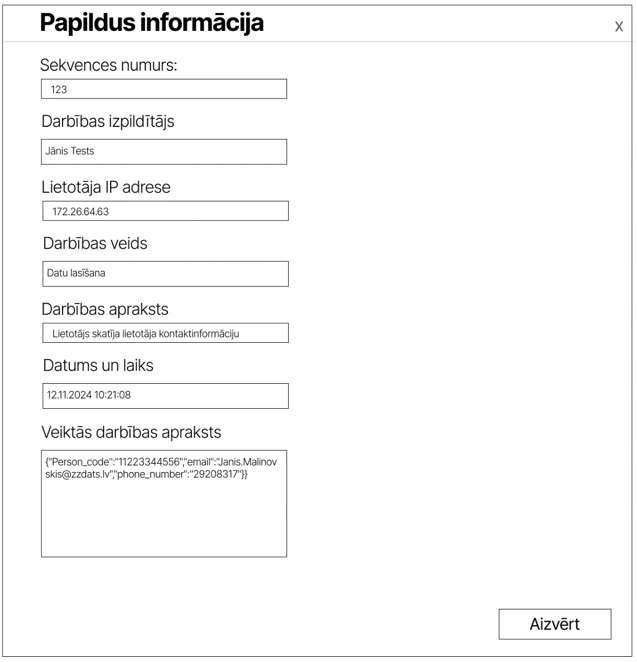 Papildus informācija
x
Sekvences numurs:
123
Darbības izpildītājs
Jānis Tests
Lietotāja IP adrese
172.26.64.63
Darbības veids
Datu lasīšana
Darbības apraksts
Lietotājs skatīja lietotāja kontaktinformāciju
Datums un laiks
12.11.2024 10:21:08
Veiktās darbības apraksts
{"Person_code":"11223344556","email":"Janis.Malinov
skis@zzdats.lv","phone_number":"29208317"}}
Aizvērt